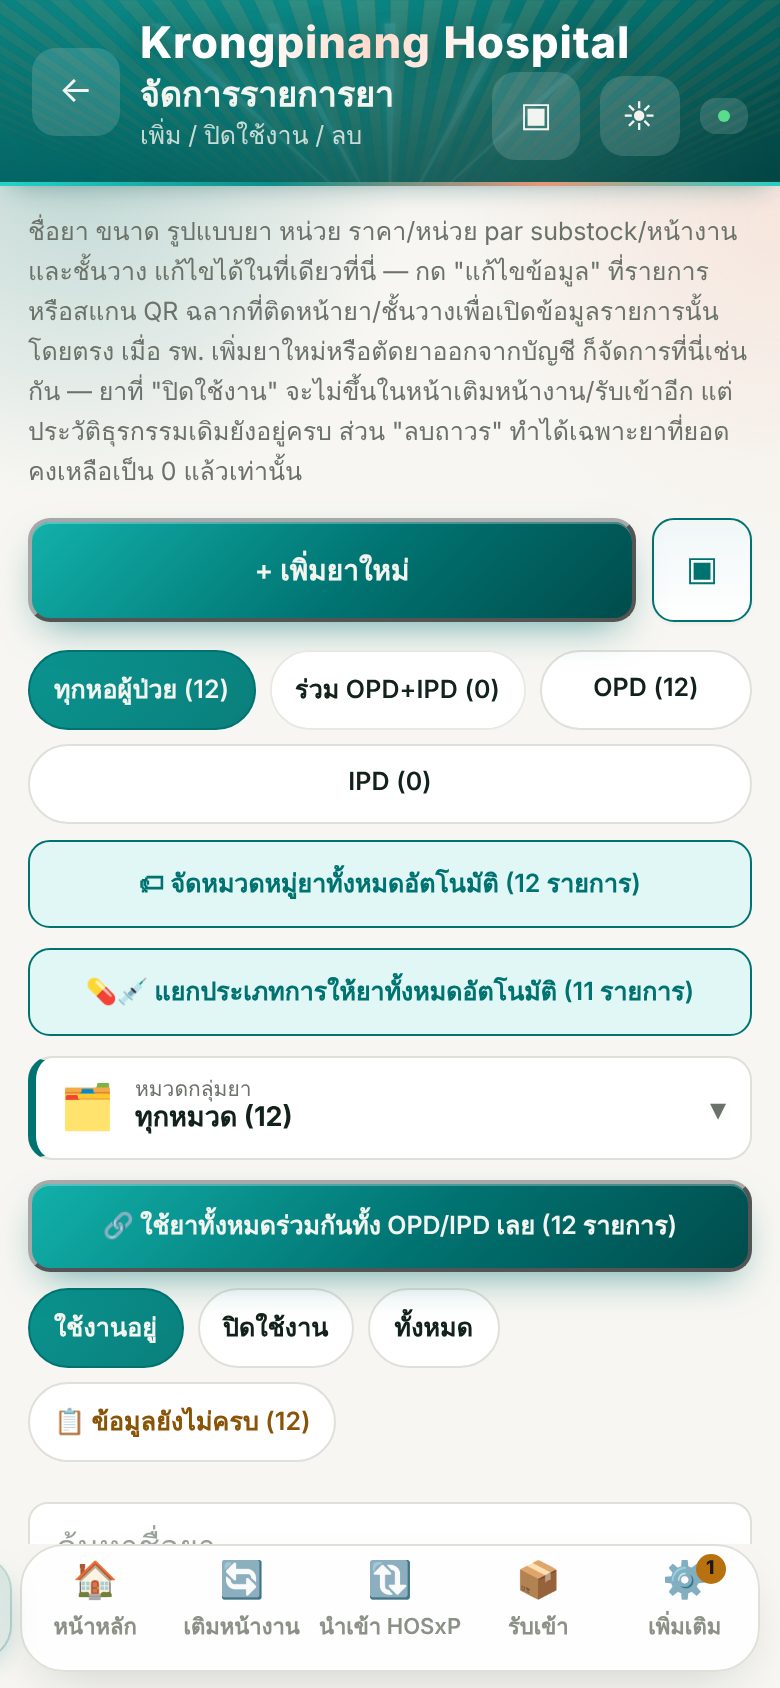 Krongpinang Hospital
จัดการรายการยา
เพิ่ม / ปิดใช้งาน / ลบ
ชื่อยา ขนาด รูปแบบยา หน่วย ราคา/หน่วย par substock/หน้างาน
และชั้นวาง แก้ไขได้ในที่เดียวที่นี่ — กด "แก้ไขข้อมูล" ที่รายการ
หรือสแกน QR ฉลากที่ติดหน้ายา/ชั้นวางเพื่อเปิดข้อมูลรายการนั้น
โดยตรง เมื่อ รพ. เพิ่มยาใหม่หรือตัดยาออกจากบัญชี ก็จัดการที่นี่เช่น
กัน — ยาที่ "ปิดใช้งาน" จะไม่ขึ้นในหน้าเติมหน้างาน/รับเข้าอีก แต่
ประวัติธุรกรรมเดิมยังอยู่ครบ ส่วน "ลบถาวร" ทำได้เฉพาะยาที่ยอด
คงเหลือเป็น 0 แล้วเท่านั้น
+ เพิ่มยาใหม่
ทุกหอผู้ป่วย (12)
ร่วม OPD+IPD (0)
OPD (12)
IPD (0)
จัดหมวดหมู่ยาทั้งหมดอัตโนมัติ (12 รายการ)
แยกประเภทการให้ยาทั้งหมดอัตโนมัติ (11 รายการ)
หมวดกลุ่มยา
ทุกหมวด (12)
ใช้ยาทั้งหมดร่วมกันทั้ง OPD/IPD เลย (12 รายการ)
ใช้งานอยู่
ปิดใช้งาน
ทั้งหมด
ข้อมูลยังไม่ครบ (12)
ค้นหาชื่อยา
1
หน้าหลัก
เติมหน้างาน
นำเข้า HOSxP
รับเข้า
เพิ่มเติม